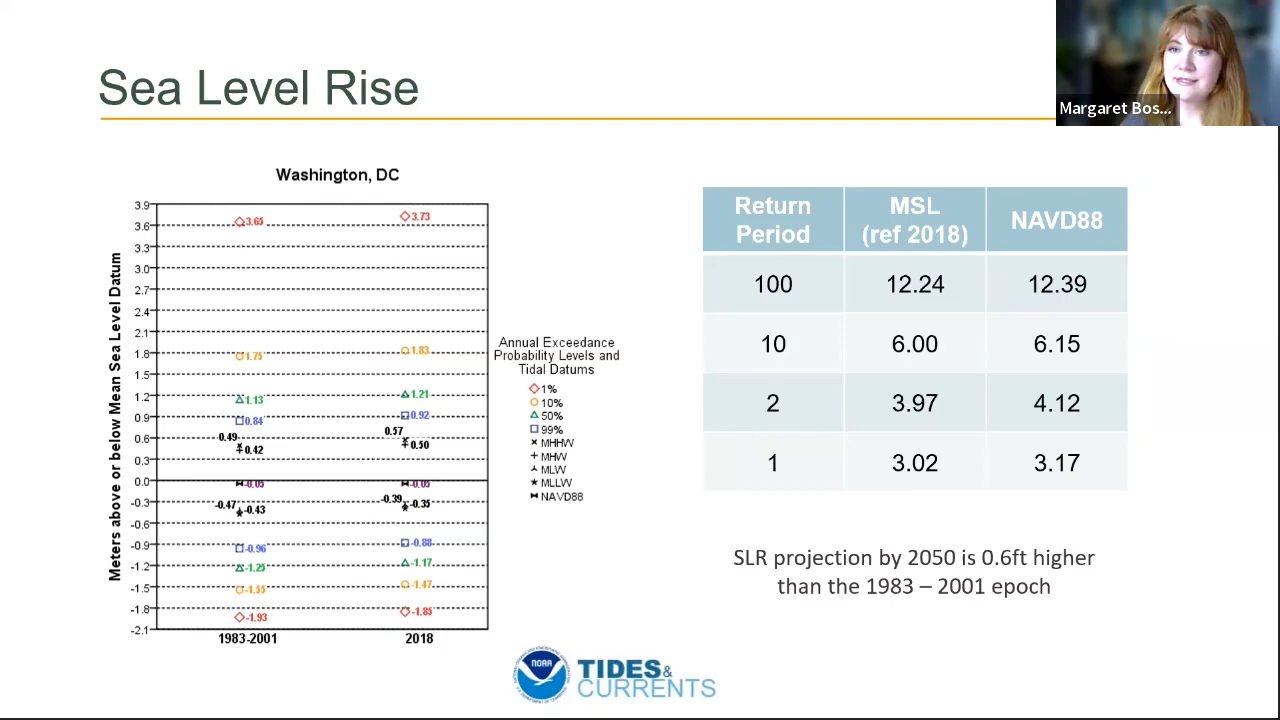 Sea Level Rise
Margaret Bos...
Washington, DC
Meters above or below Mean Sea Level Datum
3.9
3.6
3.3
3.0
2.7
2.4
2.1
1.8
1.5
1.2
0.9
0.6
0.3
0.0
-0.3
-0.6
-0.9
-1.2
-1.5
-1.8
-2.1
3.65
1.75
1.13
0.84
0.49
0.42
-0.05
-0.47
-0.43
-0.96
-1.25
-1.55
-1.93
3.73
1.83
1.21
0.92
0.57
0.50
-0.05
-0.39
-0.35
-0.88
-1.17
-1.47
-1.85
1983-2001
2018
Annual Exceedance
Probability Levels and
Tidal Datums
1%
10%
50%
99%
MHHW
MHW
MLW
MLLW
NAVD88
Return Period MSL (ref 2018) NAVD88
100 12.24 12.39
10 6.00 6.15
2 3.97 4.12
1 3.02 3.17
SLR projection by 2050 is 0.6ft higher
than the 1983 – 2001 epoch
NOAA
TIDES &
CURRENTS